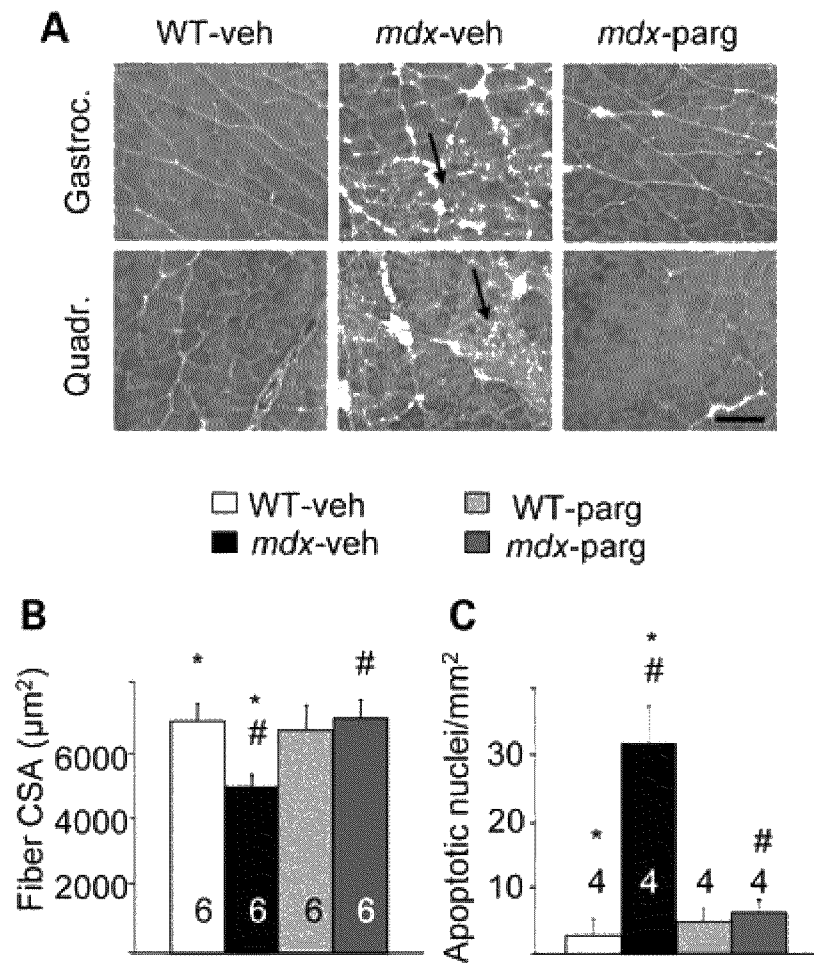 A
WT-veh mdx-veh mdx-parg
Gastroc.
Quadr.
WT-veh WT-parg
mdx-veh mdx-parg
B
Fiber CSA (µm²)
6000
4000
2000
* * # #
6 6 6 6
C
Apoptotic nuclei/mm²
30
20
10
* * # #
4 4 4 4